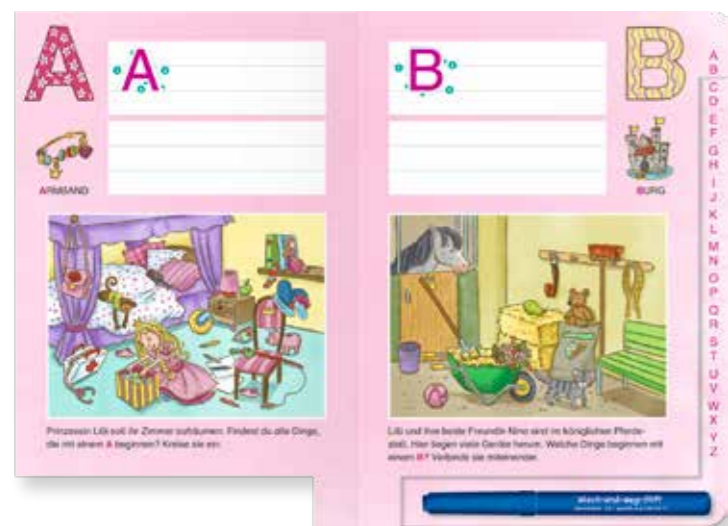 A
A
ARMBAND
Prinzessin Lilli soll ihr Zimmer aufräumen. Findest du alle Dinge,
die mit einem A beginnen? Kreise sie ein.
B
B
BURG
Lilli und ihre beste Freundin Nina sind im königlichen Pferde-
stall. Hier liegen viele Geräte herum. Welche Dinge beginnen mit
einem B? Verbinde sie miteinander.
A
B
C
D
E
F
G
H
I
J
K
L
M
N
O
P
Q
R
S
T
U
V
W
X
Y
Z